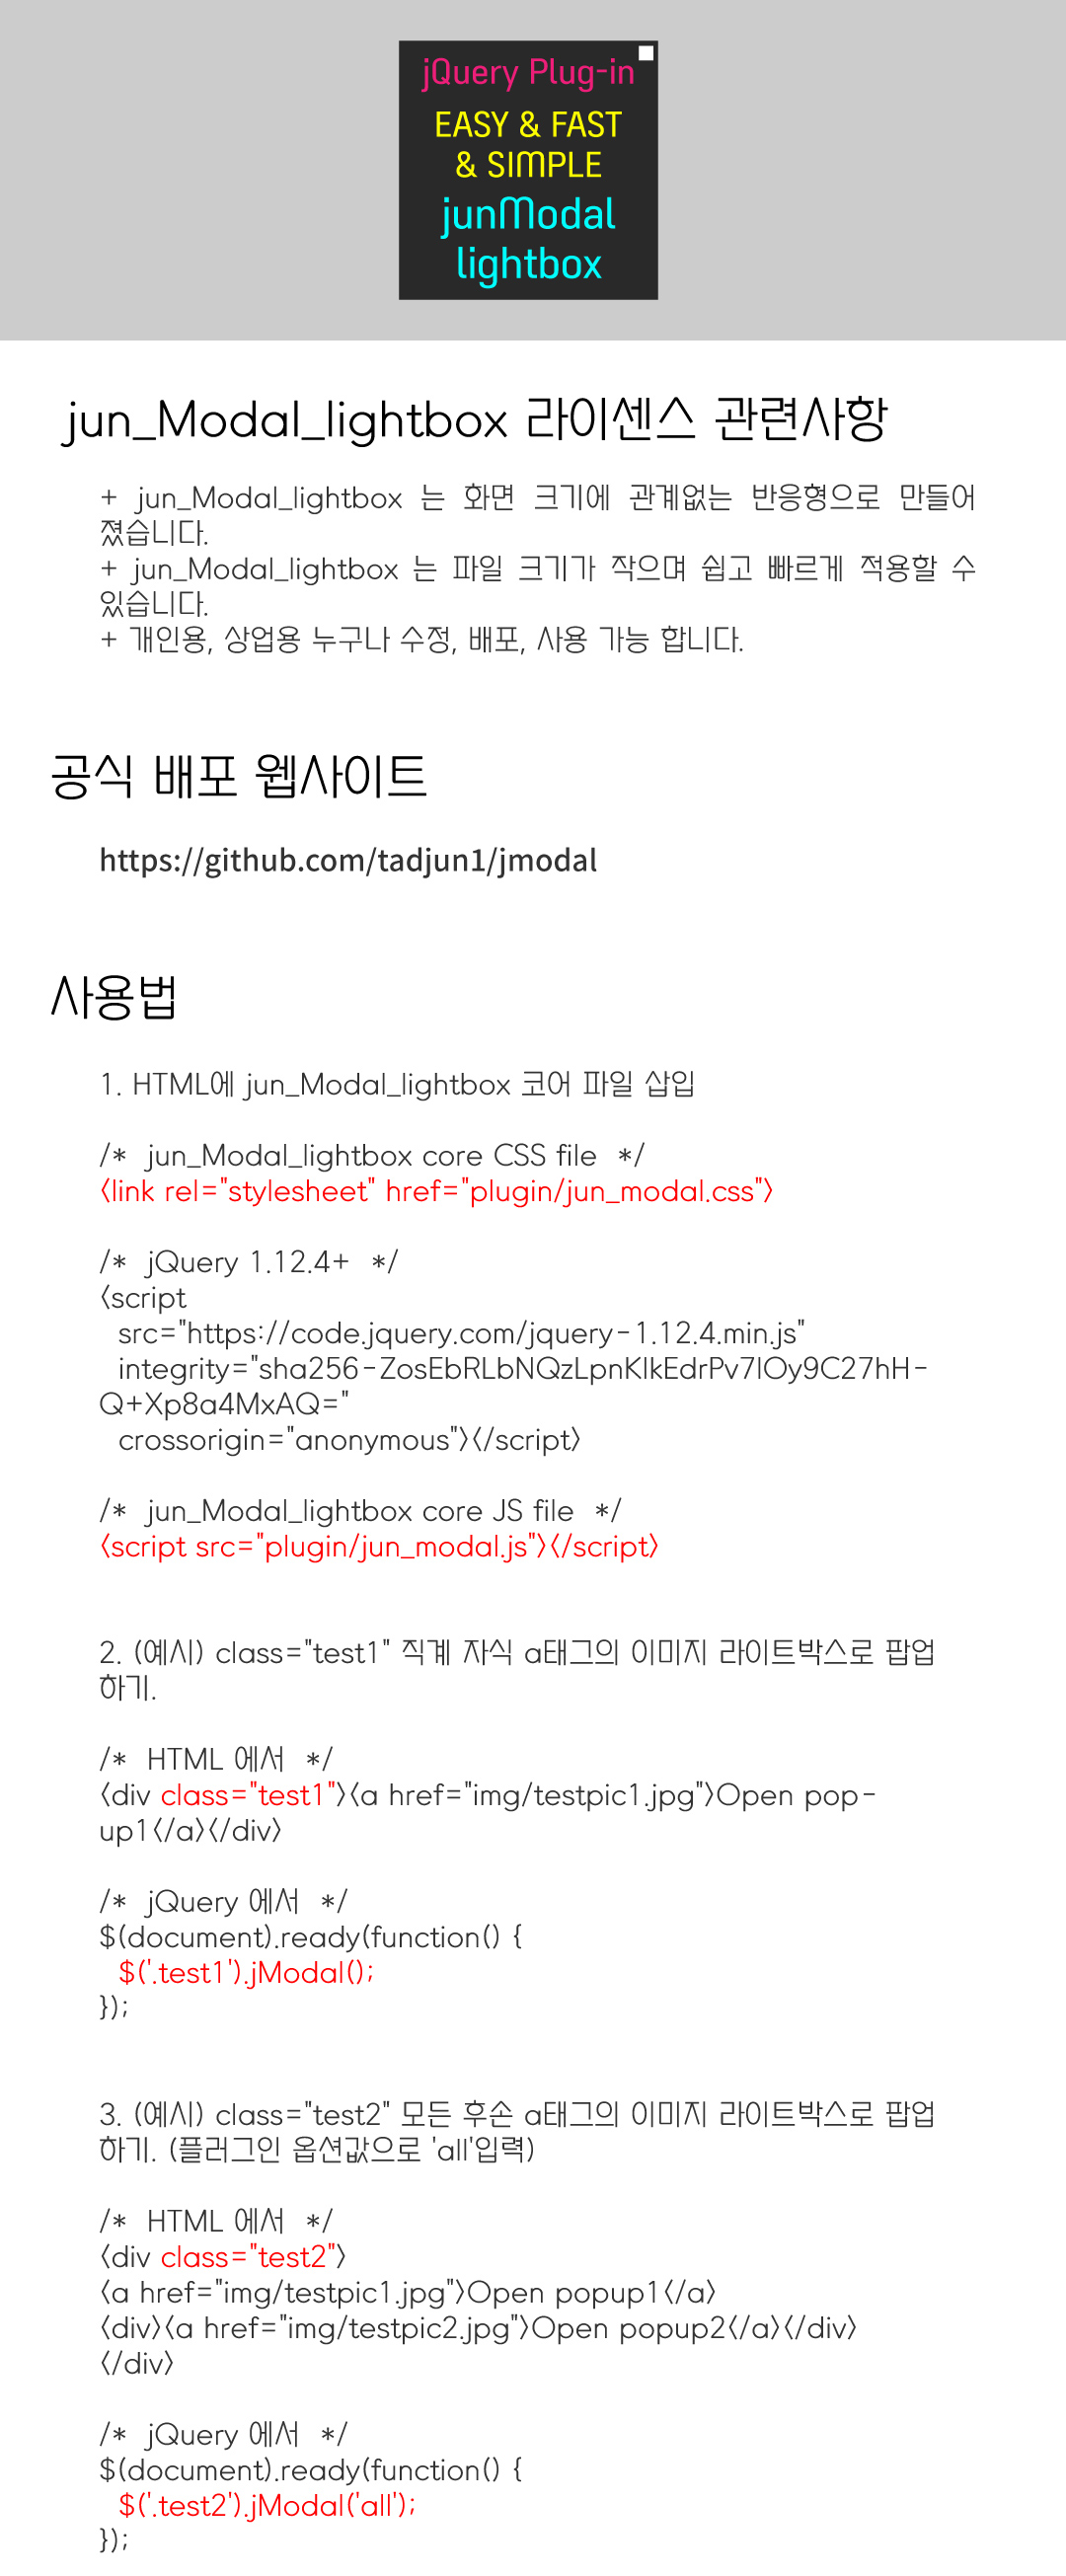 jQuery Plug-in
EASY & FAST
& SIMPLE
junModal
lightbox
jun_Modal_lightbox 라이센스 관련사항
+ jun_Modal_lightbox 는 화면 크기에 관계없는 반응형으로 만들어
졌습니다.
+ jun_Modal_lightbox 는 파일 크기가 작으며 쉽고 빠르게 적용할 수
있습니다.
+ 개인용, 상업용 누구나 수정, 배포, 사용 가능 합니다.
공식 배포 웹사이트
https://github.com/tadjun1/jmodal
사용법
1. HTML에 jun_Modal_lightbox 코어 파일 삽입
/* jun_Modal_lightbox core CSS file */
<link rel="stylesheet" href="plugin/jun_modal.css">
/* jQuery 1.12.4+ */
<script
src="https://code.jquery.com/jquery-1.12.4.min.js"
integrity="sha256-ZosEbRLbNQzLpnKIkEdrPv7lOy9C27hH-
Q+Xp8a4MxAQ="
crossorigin="anonymous"></script>
/* jun_Modal_lightbox core JS file */
<script src="plugin/jun_modal.js"></script>
2. (예시) class="test1" 직계 자식 a태그의 이미지 라이트박스로 팝업
하기.
/* HTML 에서 */
<div class="test1"><a href="img/testpic1.jpg">Open pop-
up1</a></div>
/* jQuery 에서 */
$(document).ready(function() {
$('.test1').jModal();
});
3. (예시) class="test2" 모든 후손 a태그의 이미지 라이트박스로 팝업
하기. (플러그인 옵션값으로 'all'입력)
/* HTML 에서 */
<div class="test2">
<a href="img/testpic1.jpg">Open popup1</a>
<div><a href="img/testpic2.jpg">Open popup2</a></div>
</div>
/* jQuery 에서 */
$(document).ready(function() {
$('.test2').jModal('all');
});